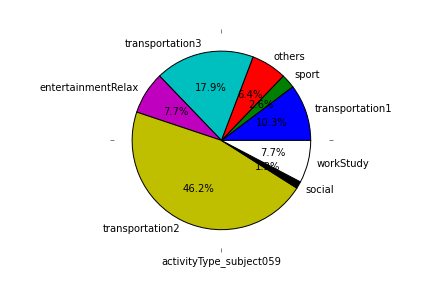 transportation3
others
sport
entertainmentRelax
17.9%
6.4%
2.6%
transportation1
7.7%
10.3%
7.7%
workStudy
1.3%
46.2%
social
transportation2
activityType_subject059